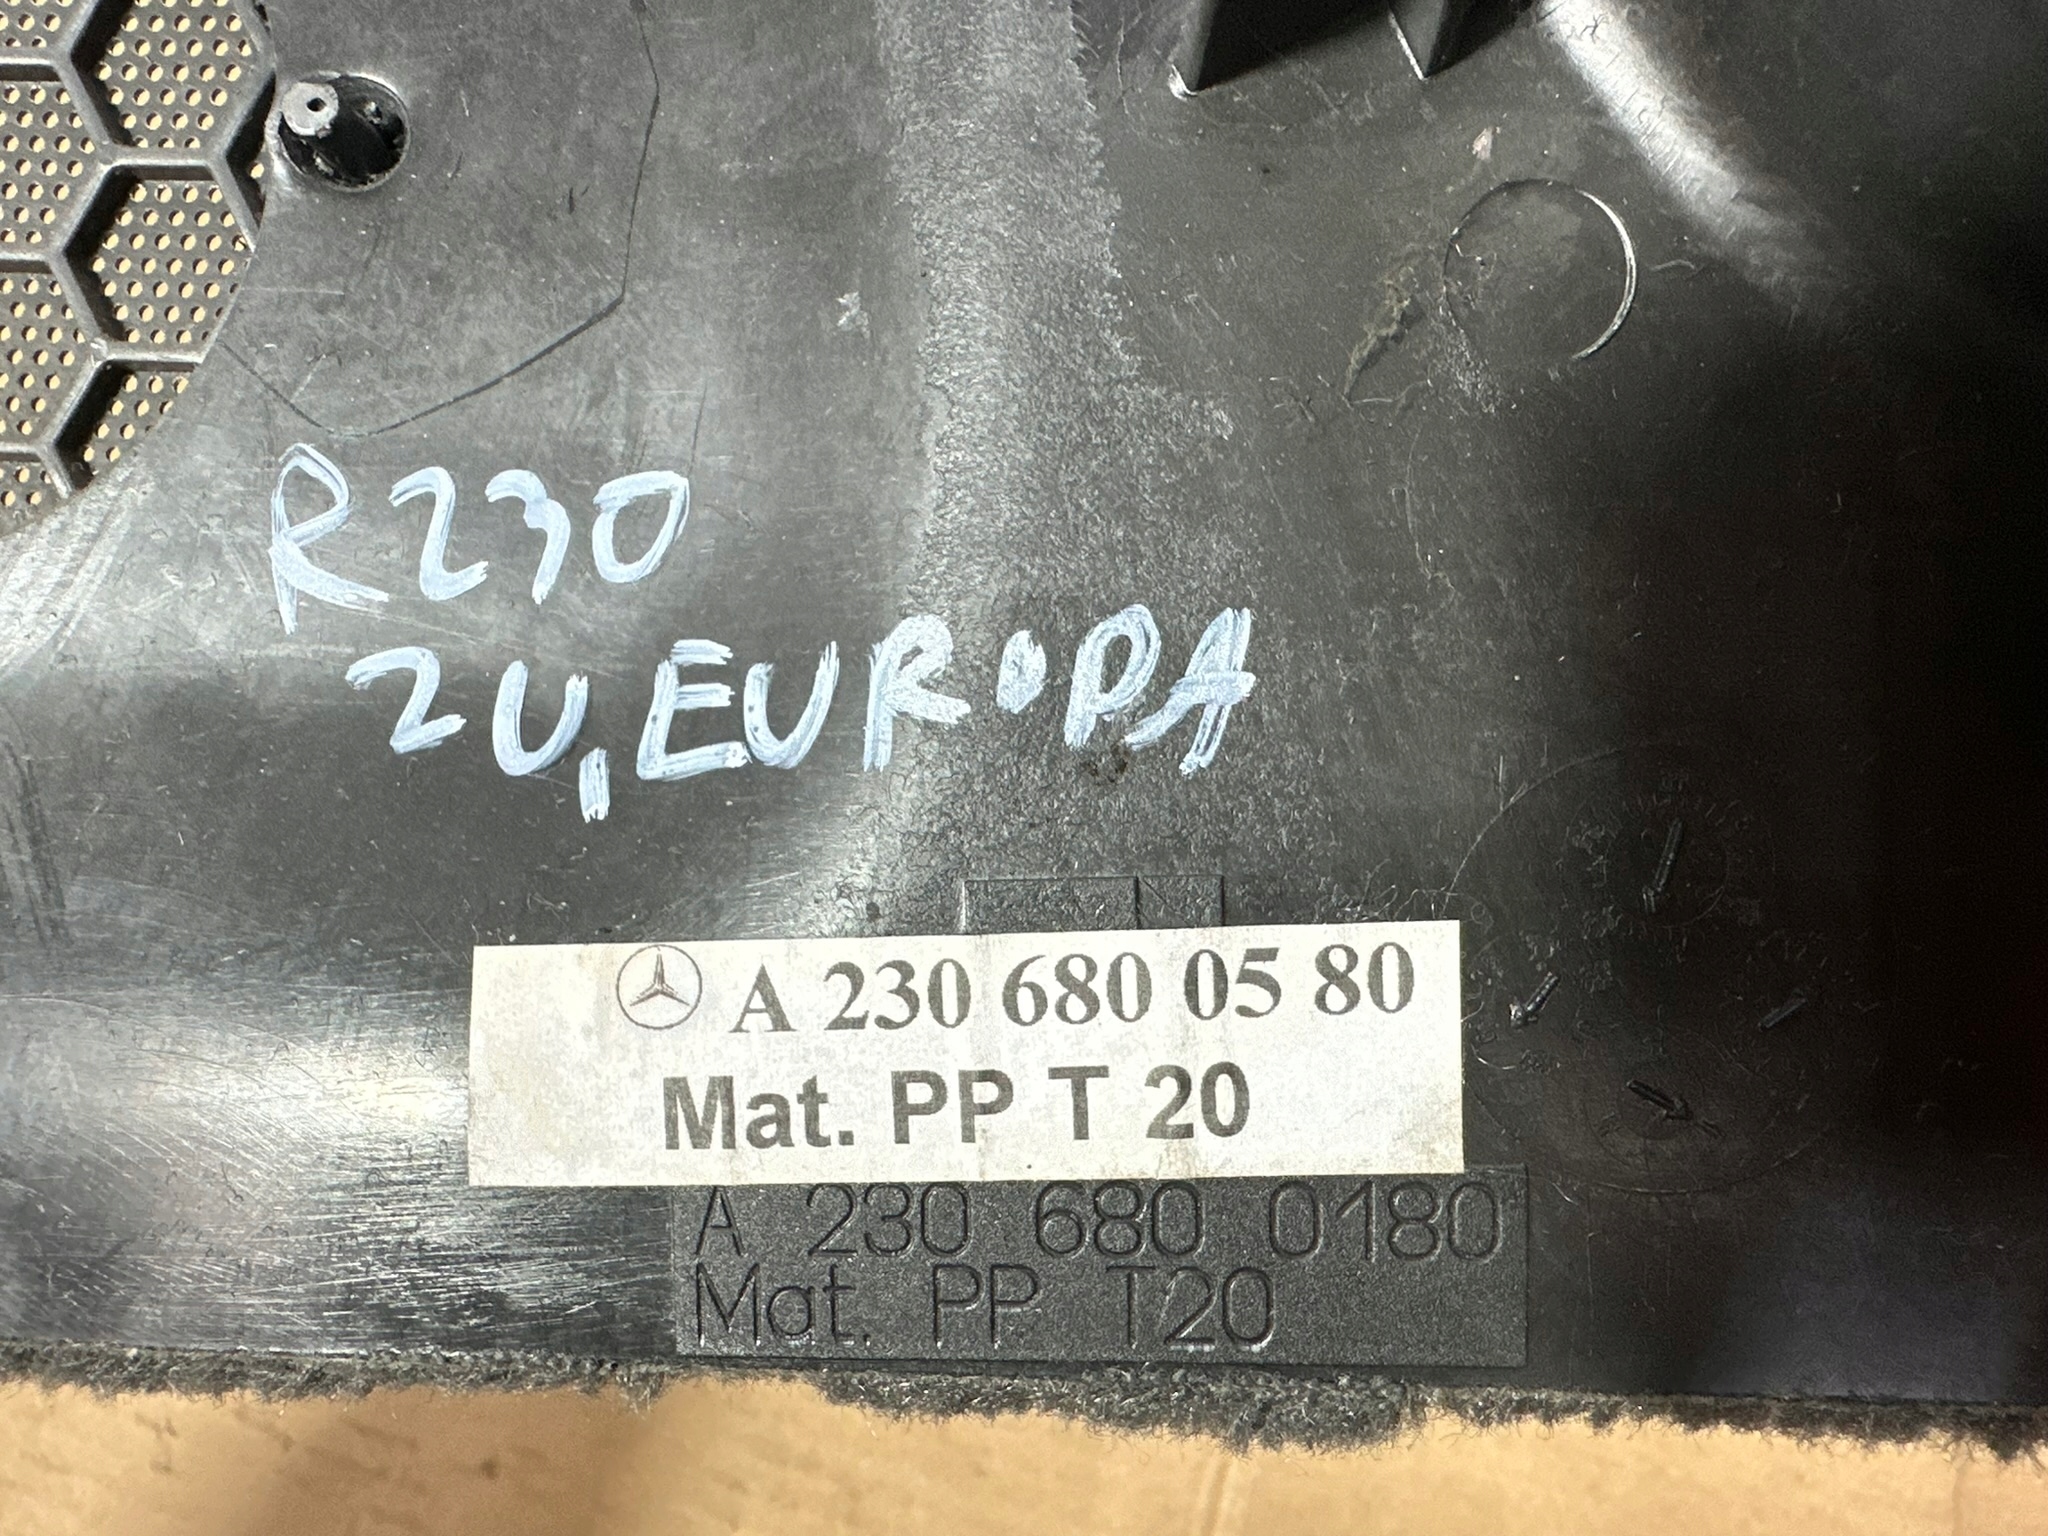 R230
2U,EUROPA
A 230 680 05 80
Mat. PP T 20
A 230 680 0180
Mat. PP T20